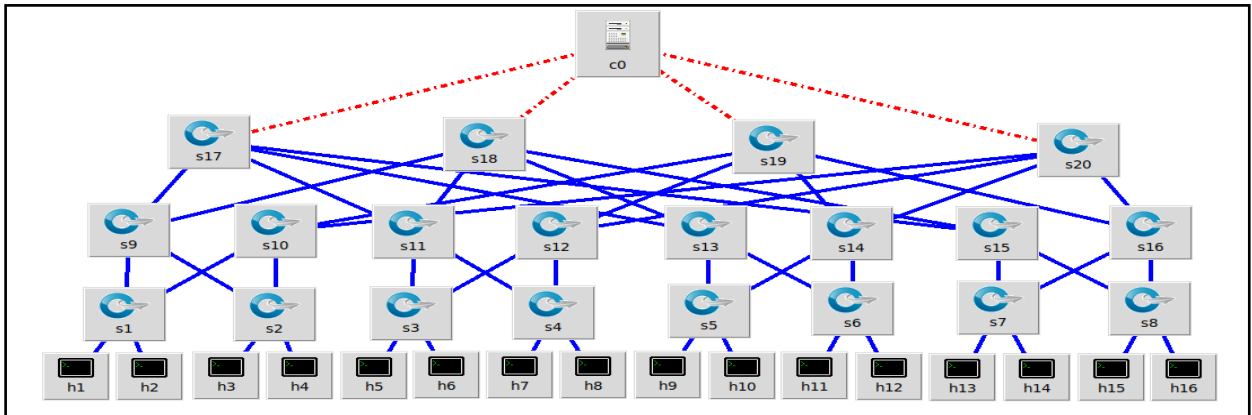 c0
s17 s18 s19 s20
s9 s10 s11 s12 s13 s14 s15 s16
s1 s2 s3 s4 s5 s6 s7 s8
h1 h2 h3 h4 h5 h6 h7 h8 h9 h10 h11 h12 h13 h14 h15 h16